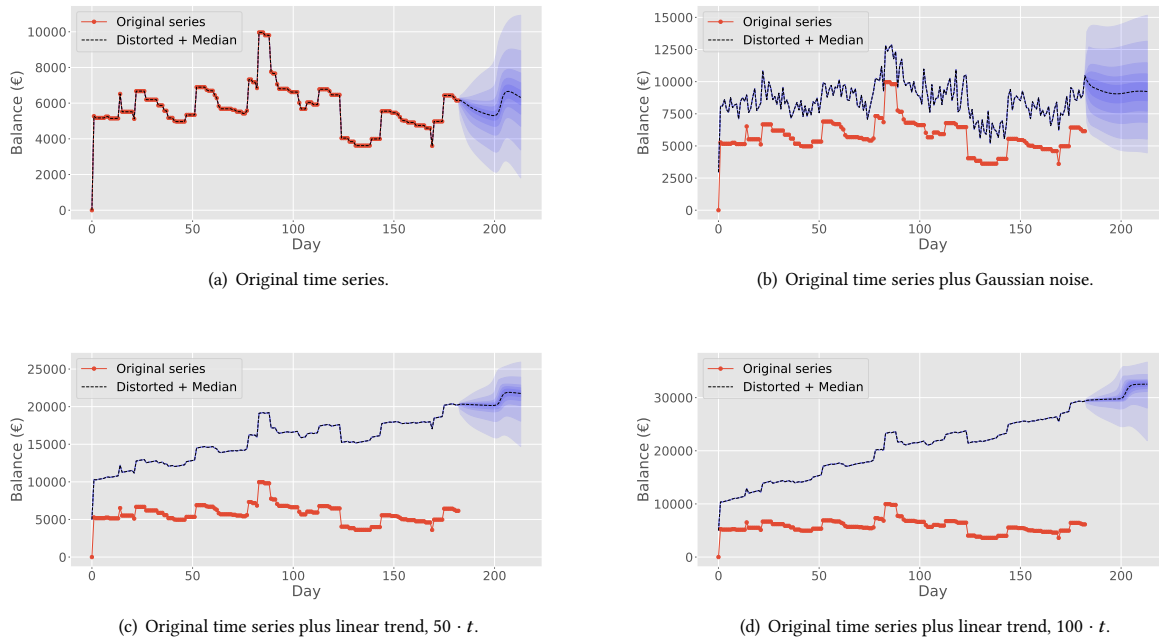 Original series
Distorted + Median
10000
8000
6000
4000
2000
0
Balance (€)
0 50 100 150 200
Day
(a) Original time series.
Original series
Distorted + Median
15000
12500
10000
7500
5000
2500
0
Balance (€)
0 50 100 150 200
Day
(b) Original time series plus Gaussian noise.
Original series
Distorted + Median
25000
20000
15000
10000
5000
0
Balance (€)
0 50 100 150 200
Day
(c) Original time series plus linear trend, 50 · t.
Original series
Distorted + Median
30000
20000
10000
0
Balance (€)
0 50 100 150 200
Day
(d) Original time series plus linear trend, 100 · t.